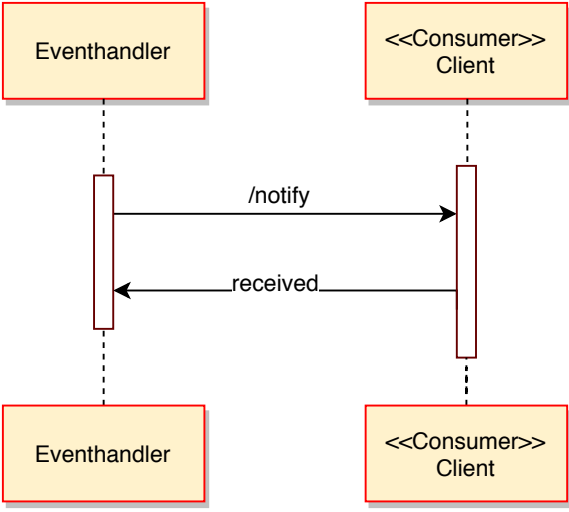 Eventhandler
<<Consumer>>
Client
/notify
received
Eventhandler
<<Consumer>>
Client